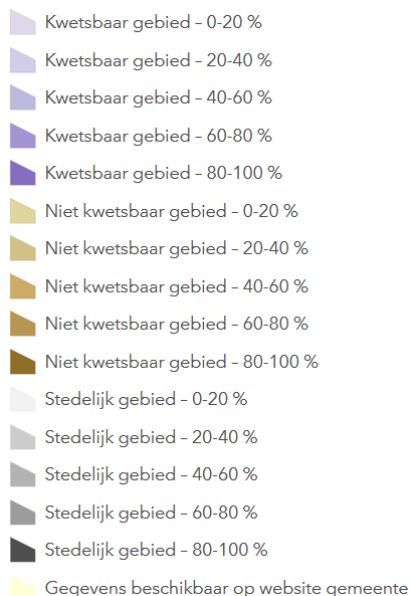 Kwetsbaar gebied – 0-20 %
Kwetsbaar gebied – 20-40 %
Kwetsbaar gebied – 40-60 %
Kwetsbaar gebied – 60-80 %
Kwetsbaar gebied – 80-100 %
Niet kwetsbaar gebied – 0-20 %
Niet kwetsbaar gebied – 20-40 %
Niet kwetsbaar gebied – 40-60 %
Niet kwetsbaar gebied – 60-80 %
Niet kwetsbaar gebied – 80-100 %
Stedelijk gebied – 0-20 %
Stedelijk gebied – 20-40 %
Stedelijk gebied – 40-60 %
Stedelijk gebied – 60-80 %
Stedelijk gebied – 80-100 %
Gegevens beschikbaar op website gemeente